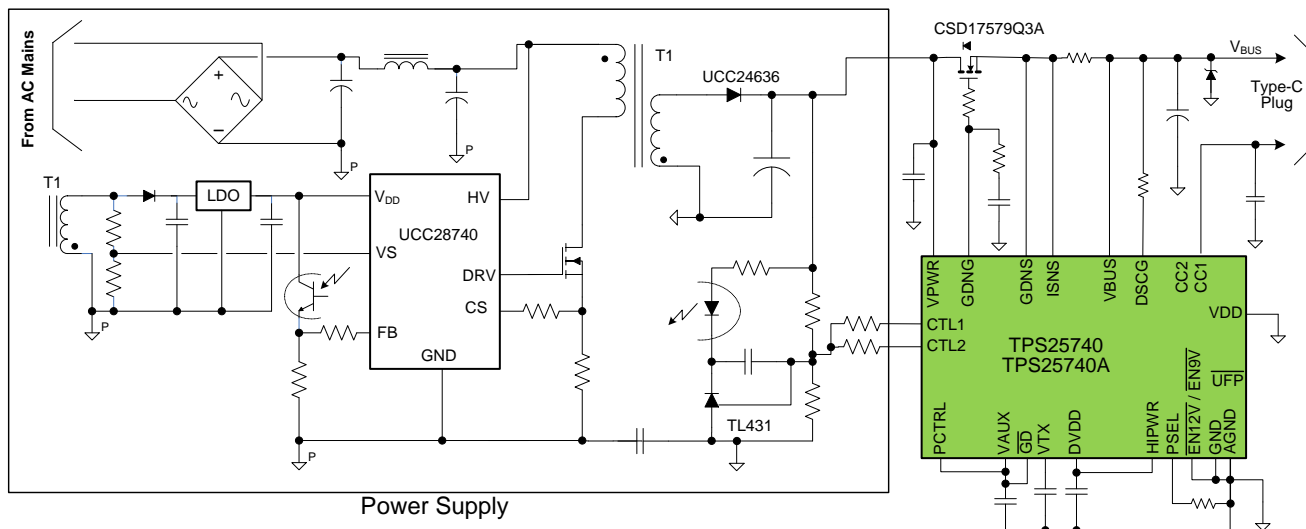 From AC Mains
T1
CSD17579Q3A
UCC24636
VBUS
Type-C
Plug
P
P
T1
LDO
VDD
HV
UCC28740
VS
DRV
CS
FB
GND
P
P
TL431
VPWR
GDNG
GDNS
ISNS
VBUS
DSCG
CC2
CC1
VDD
CTL1
CTL2
TPS25740
TPS25740A
UFP
PCTRL
VAUX
GD
VTX
DVDD
HIPWR
PSEL
EN12V / EN9V
GND
AGND
Power Supply